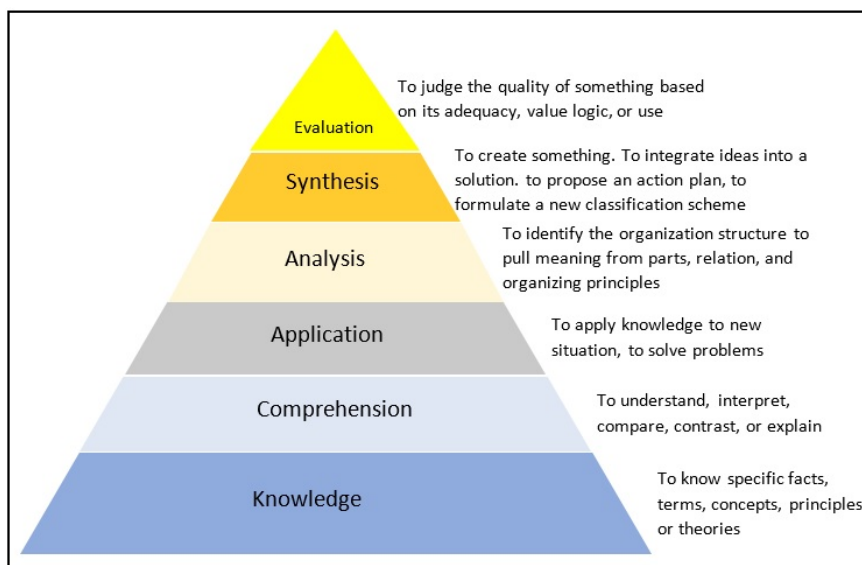 To judge the quality of something based
on its adequacy, value logic, or use
Evaluation
To create something. To integrate ideas into a
solution. to propose an action plan, to
formulate a new classification scheme
Synthesis
To identify the organization structure to
pull meaning from parts, relation, and
organizing principles
Analysis
To apply knowledge to new
situation, to solve problems
Application
To understand, interpret,
compare, contrast, or explain
Comprehension
To know specific facts,
terms, concepts, principles
or theories
Knowledge